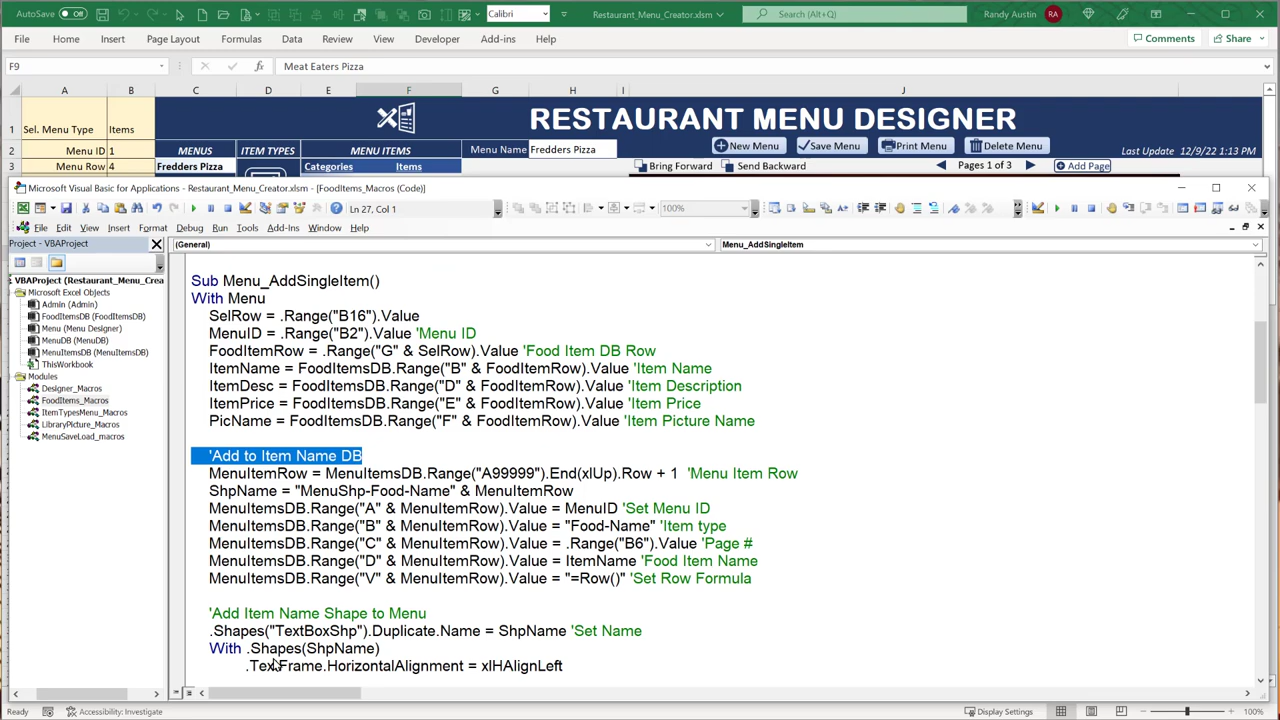 AutoSave Off
Calibri
Restaurant_Menu_Creator.xlsm
Search (Alt+Q)
Randy Austin
RA
File Home Insert Page Layout Formulas Data Review View Developer Add-ins Help
Comments
Share
F9
fx
Meat Eaters Pizza
A B C D E F G H I J
1
Sel. Menu Type
Items
RESTAURANT MENU DESIGNER
2
Menu ID
1
MENUS
ITEM TYPES
MENU ITEMS
Menu Name
Fredders Pizza
New Menu
Save Menu
Print Menu
Delete Menu
Last Update 12/9/22 1:13 PM
3
Menu Row
4
Fredders Pizza
Categories
Items
Bring Forward
Send Backward
Pages 1 of 3
Add Page
Microsoft Visual Basic for Applications - Restaurant_Menu_Creator.xlsm - [FoodItems_Macros (Code)]
Ln 27, Col 1
100%
File Edit View Insert Format Debug Run Tools Add-Ins Window Help
Project - VBAProject
(General)
Menu_AddSingleItem
VBAProject (Restaurant_Menu_Crea
Microsoft Excel Objects
Admin (Admin)
FoodItemsDB (FoodItemsDB)
Menu (Menu Designer)
MenuDB (MenuDB)
MenuItemsDB (MenuItemsDB)
ThisWorkbook
Modules
Designer_Macros
FoodItems_Macros
ItemTypesMenu_Macros
LibraryPicture_Macros
MenuSaveLoad_macros
Sub Menu_AddSingleItem()
With Menu
SelRow = .Range("B16").Value
MenuID = .Range("B2").Value 'Menu ID
FoodItemRow = .Range("G" & SelRow).Value 'Food Item DB Row
ItemName = FoodItemsDB.Range("B" & FoodItemRow).Value 'Item Name
ItemDesc = FoodItemsDB.Range("D" & FoodItemRow).Value 'Item Description
ItemPrice = FoodItemsDB.Range("E" & FoodItemRow).Value 'Item Price
PicName = FoodItemsDB.Range("F" & FoodItemRow).Value 'Item Picture Name
'Add to Item Name DB
MenuItemRow = MenuItemsDB.Range("A99999").End(xlUp).Row + 1 'Menu Item Row
ShpName = "MenuShp-Food-Name" & MenuItemRow
MenuItemsDB.Range("A" & MenuItemRow).Value = MenuID 'Set Menu ID
MenuItemsDB.Range("B" & MenuItemRow).Value = "Food-Name" 'Item type
MenuItemsDB.Range("C" & MenuItemRow).Value = .Range("B6").Value 'Page #
MenuItemsDB.Range("D" & MenuItemRow).Value = ItemName 'Food Item Name
MenuItemsDB.Range("V" & MenuItemRow).Value = "=Row()" 'Set Row Formula
'Add Item Name Shape to Menu
.Shapes("TextBoxShp").Duplicate.Name = ShpName 'Set Name
With .Shapes(ShpName)
.TextFrame.HorizontalAlignment = xlHAlignLeft
Ready
Accessibility: Investigate
Display Settings
100%